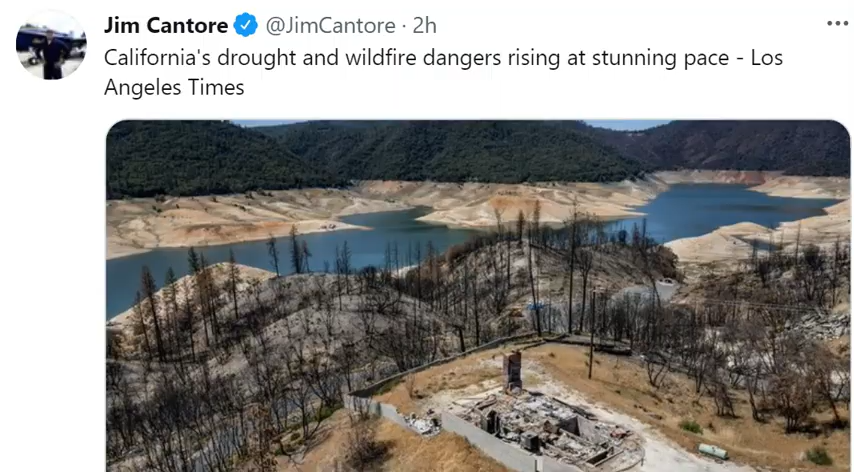 Jim Cantore @JimCantore · 2h
California's drought and wildfire dangers rising at stunning pace - Los
Angeles Times